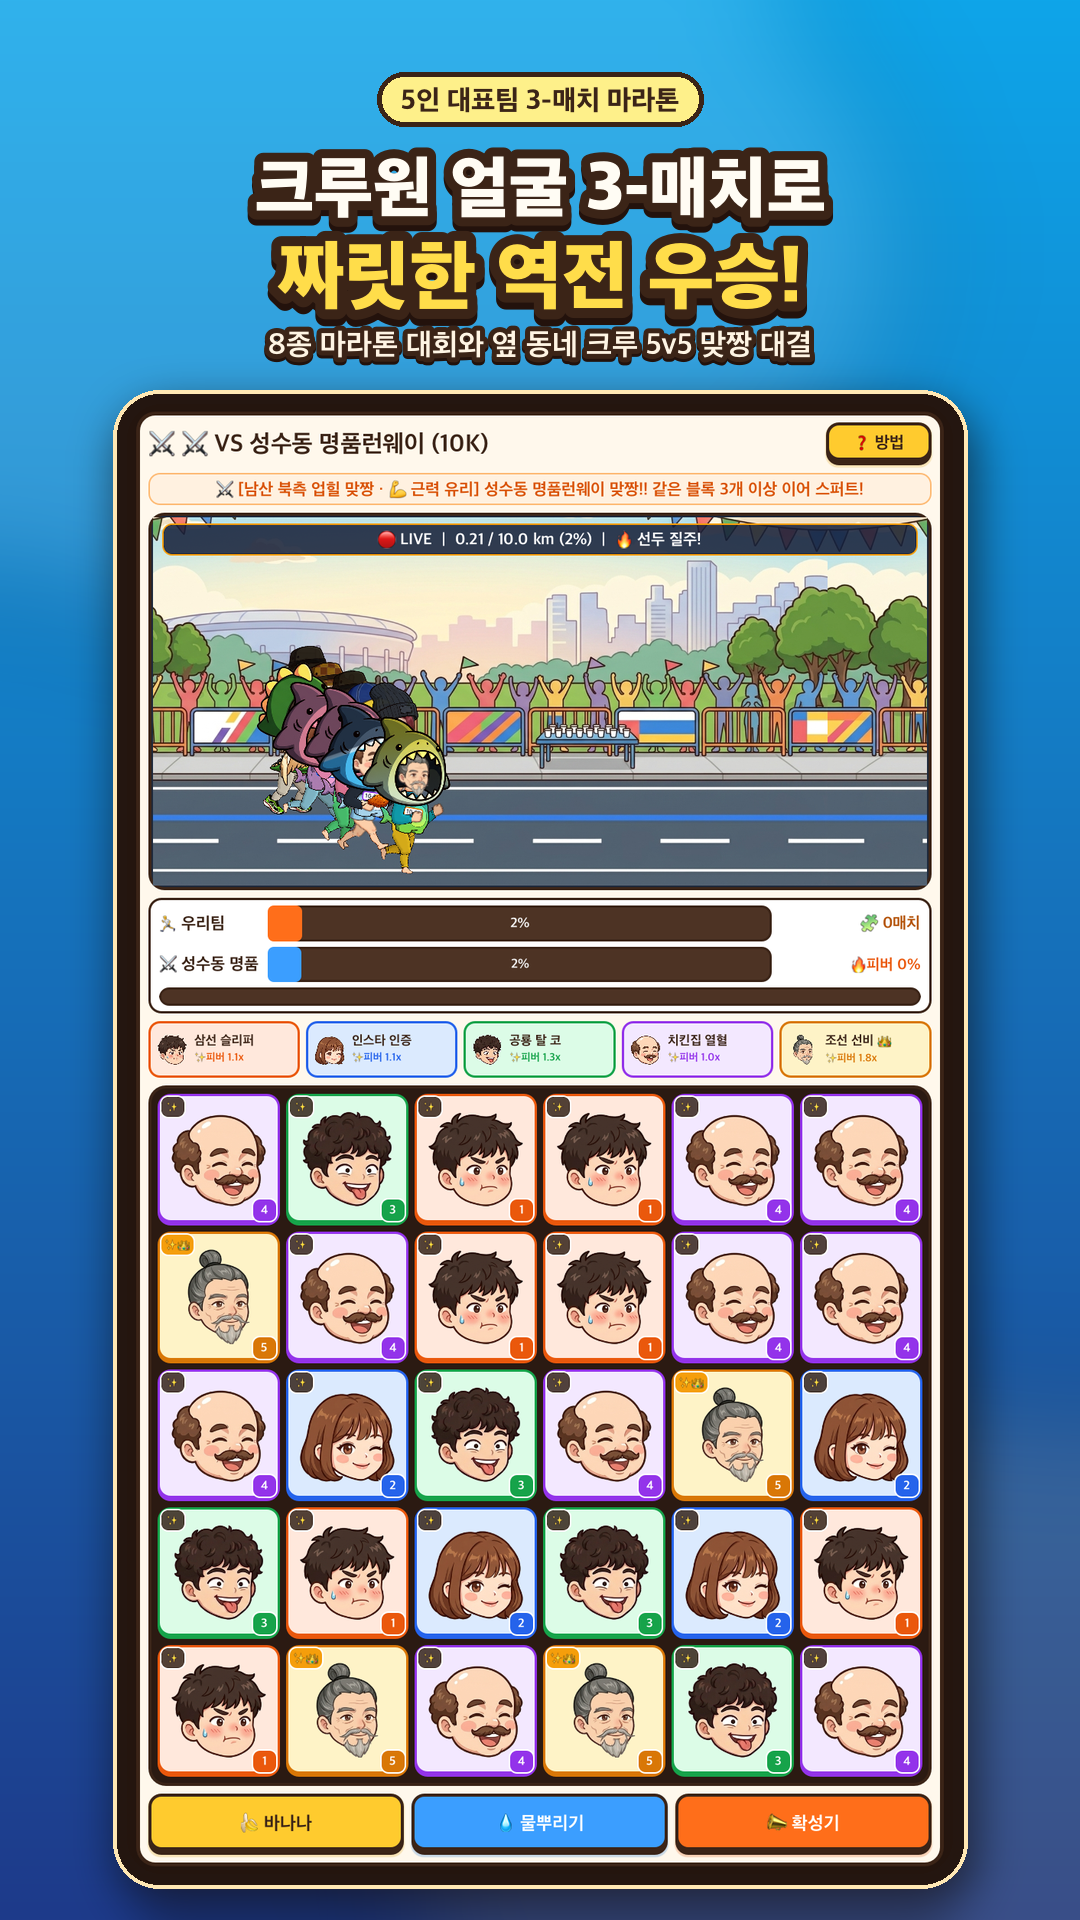 5인 대표팀 3-매치 마라톤
크루원 얼굴 3-매치로
짜릿한 역전 우승!
8종 마라톤 대회와 옆 동네 크루 5v5 맞짱 대결
⚔️ ⚔️ VS 성수동 명품런웨이 (10K)
❓ 방법
⚔️ [남산 북측 업힐 맞짱 · 💪 근력 유리] 성수동 명품런웨이 맞짱!! 같은 블록 3개 이상 이어 스퍼트!
🔴 LIVE | 0.21 / 10.0 km (2%) | 🔥 선두 질주!
🏃 우리팀 2% 🧩 0매치
⚔️ 성수동 명품 2% 🔥피버 0%
삼선 슬리퍼
✨피버 1.1x
인스타 인증
✨피버 1.1x
공룡 탈 코
✨피버 1.3x
치킨집 열혈
✨피버 1.0x
조선 선비 👑
✨피버 1.8x
4 3 1 1 4 4
5 4 1 1 4 4
4 2 3 4 5 2
3 1 2 3 2 1
1 5 4 5 3 4
🍌 바나나
💧 물뿌리기
📣 확성기